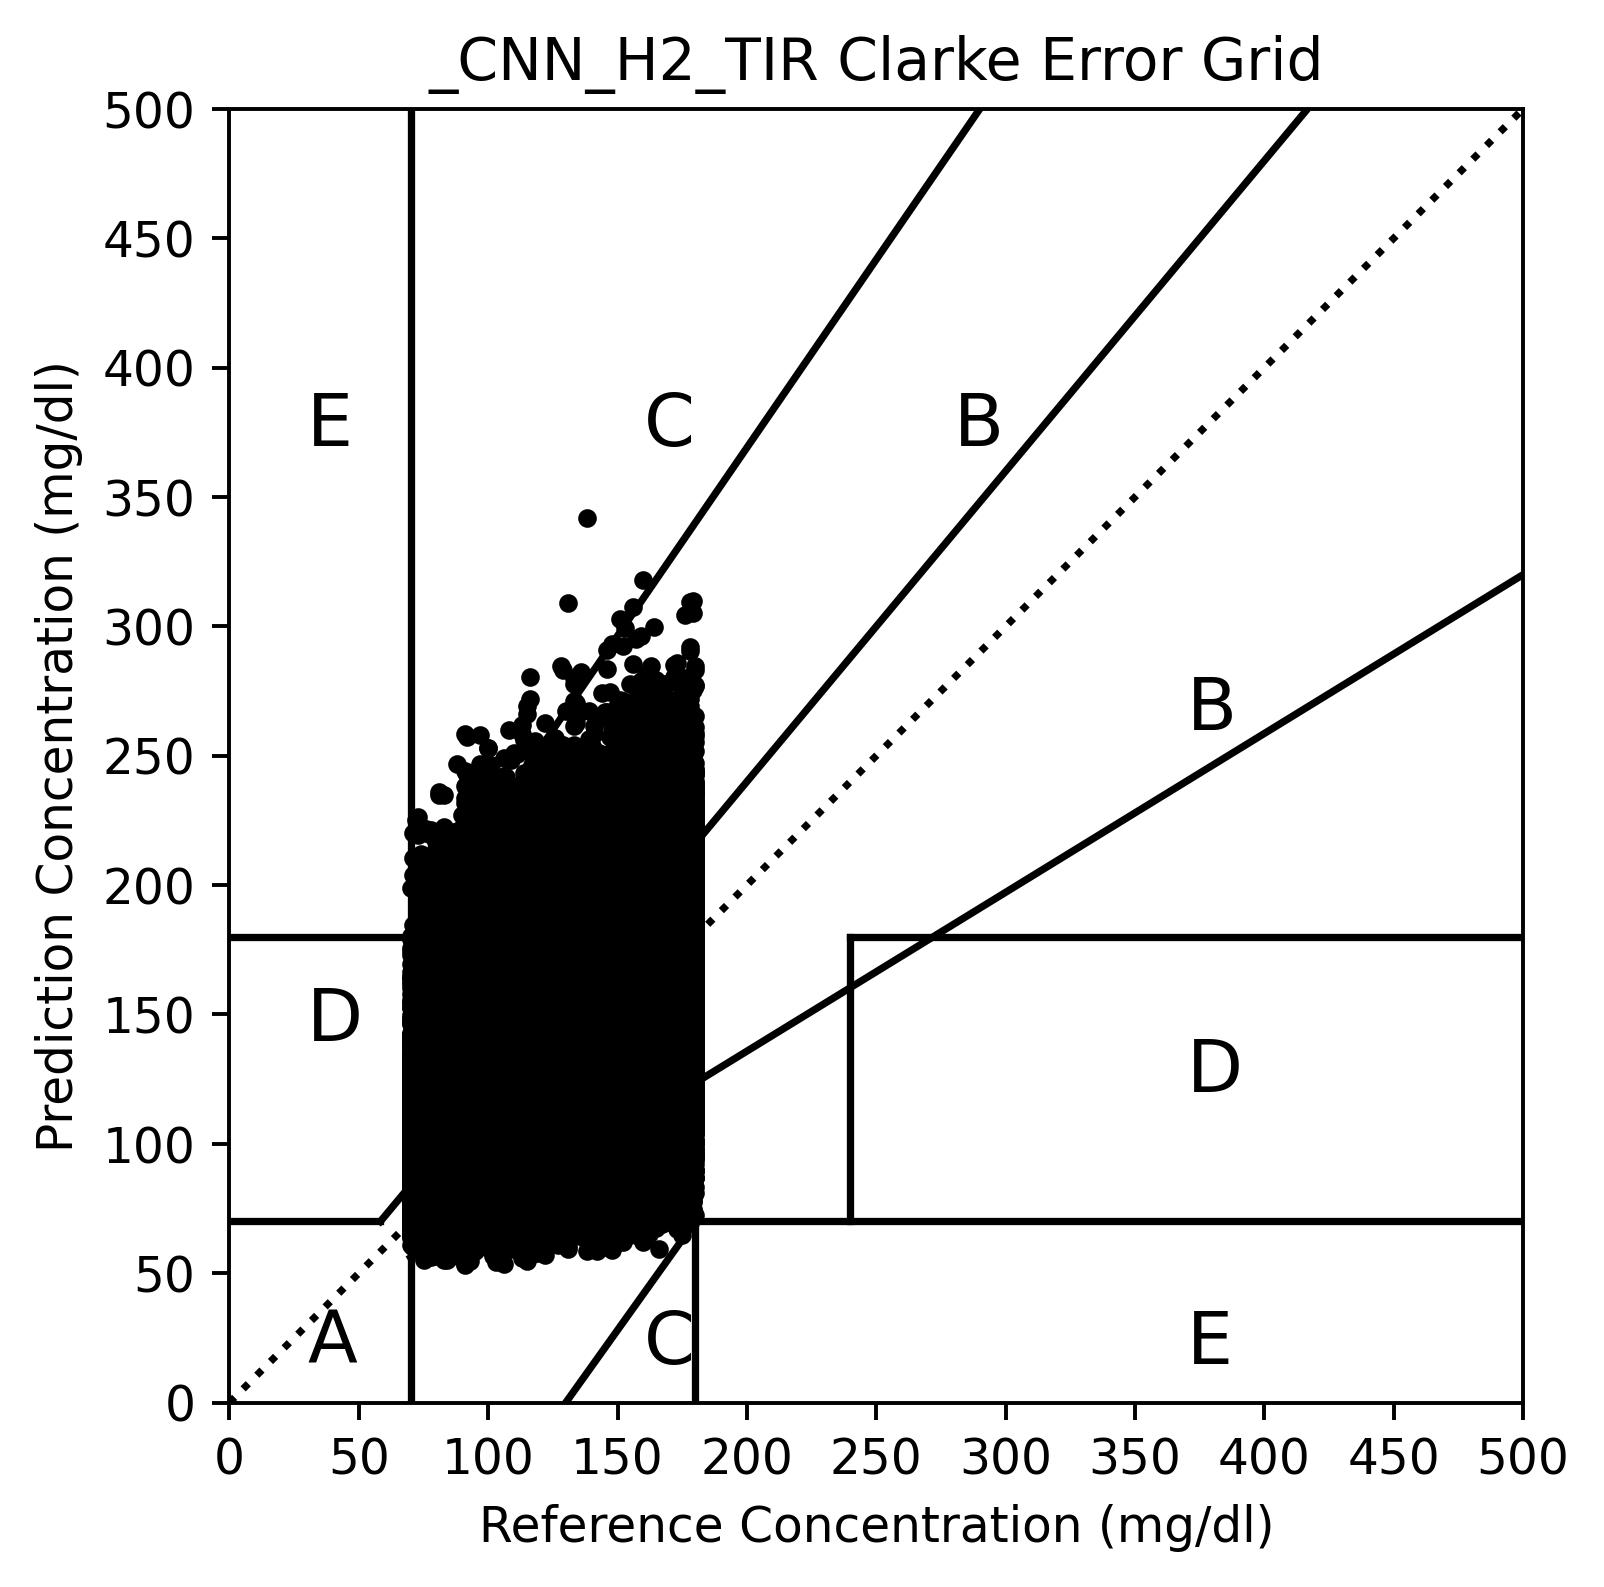 _CNN_H2_TIR Clarke Error Grid
500
450
400
350
300
250
200
150
100
50
0
Prediction Concentration (mg/dl)
E
C
B
B
D
D
A
C
E
0 50 100 150 200 250 300 350 400 450 500
Reference Concentration (mg/dl)